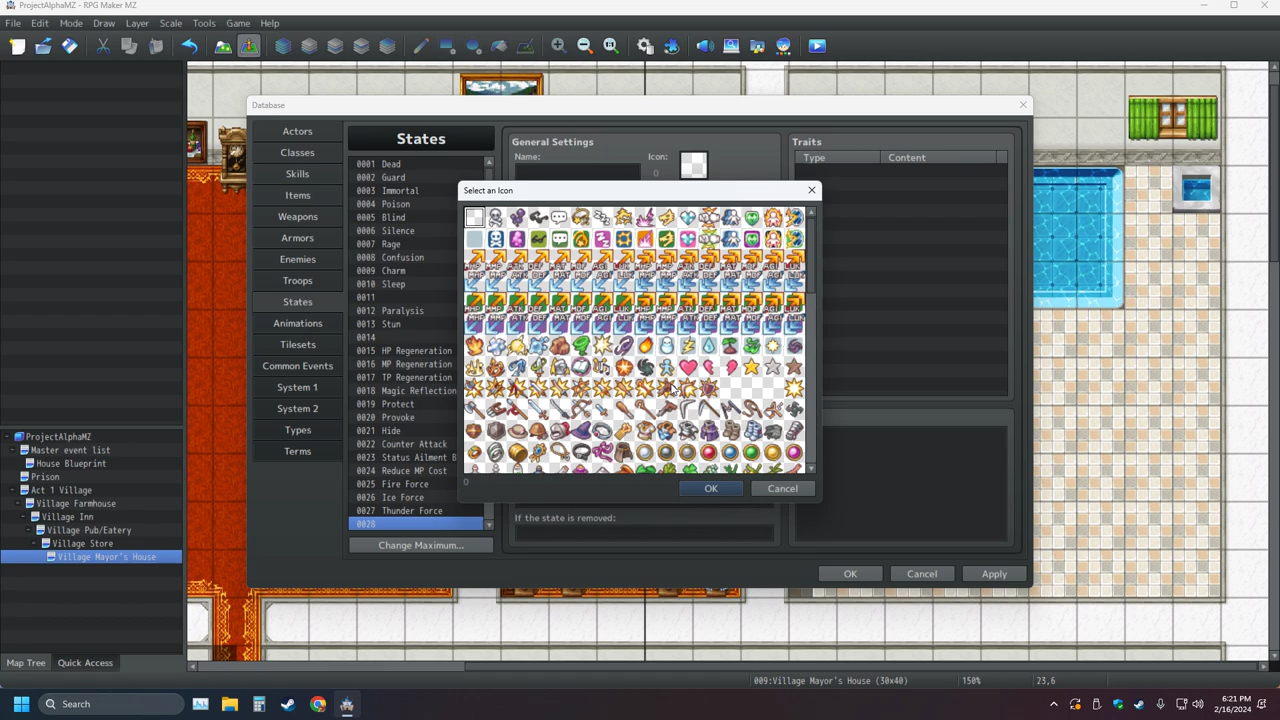 ProjectAlphaMZ - RPG Maker MZ
File Edit Mode Draw Layer Scale Tools Game Help
Database
Actors
Classes
Skills
Items
Weapons
Armors
Enemies
Troops
States
Animations
Tilesets
Common Events
System 1
System 2
Types
Terms
States
0001 Dead
0002 Guard
0003 Immortal
0004 Poison
0005 Blind
0006 Silence
0007 Rage
0008 Confusion
0009 Charm
0010 Sleep
0011
0012 Paralysis
0013 Stun
0014
0015 HP Regeneration
0016 MP Regeneration
0017 TP Regeneration
0018 Magic Reflection
0019 Protect
0020 Provoke
0021 Hide
0022 Counter Attack
0023 Status Ailment B
0024 Reduce MP Cost
0025 Fire Force
0026 Ice Force
0027 Thunder Force
0028
Change Maximum...
General Settings
Name:
Icon:
0
Traits
Type Content
Select an Icon
0
OK Cancel
If the state is removed:
OK Cancel Apply
ProjectAlphaMZ
Master event list
House Blueprint
Prison
Act 1 Village
Village Farmhouse
Village Inn
Village Pub/Eatery
Village Store
Village Mayor's House
Map Tree Quick Access
009:Village Mayor's House (30x40) 150% 23,6
Search
6:21 PM
2/16/2024